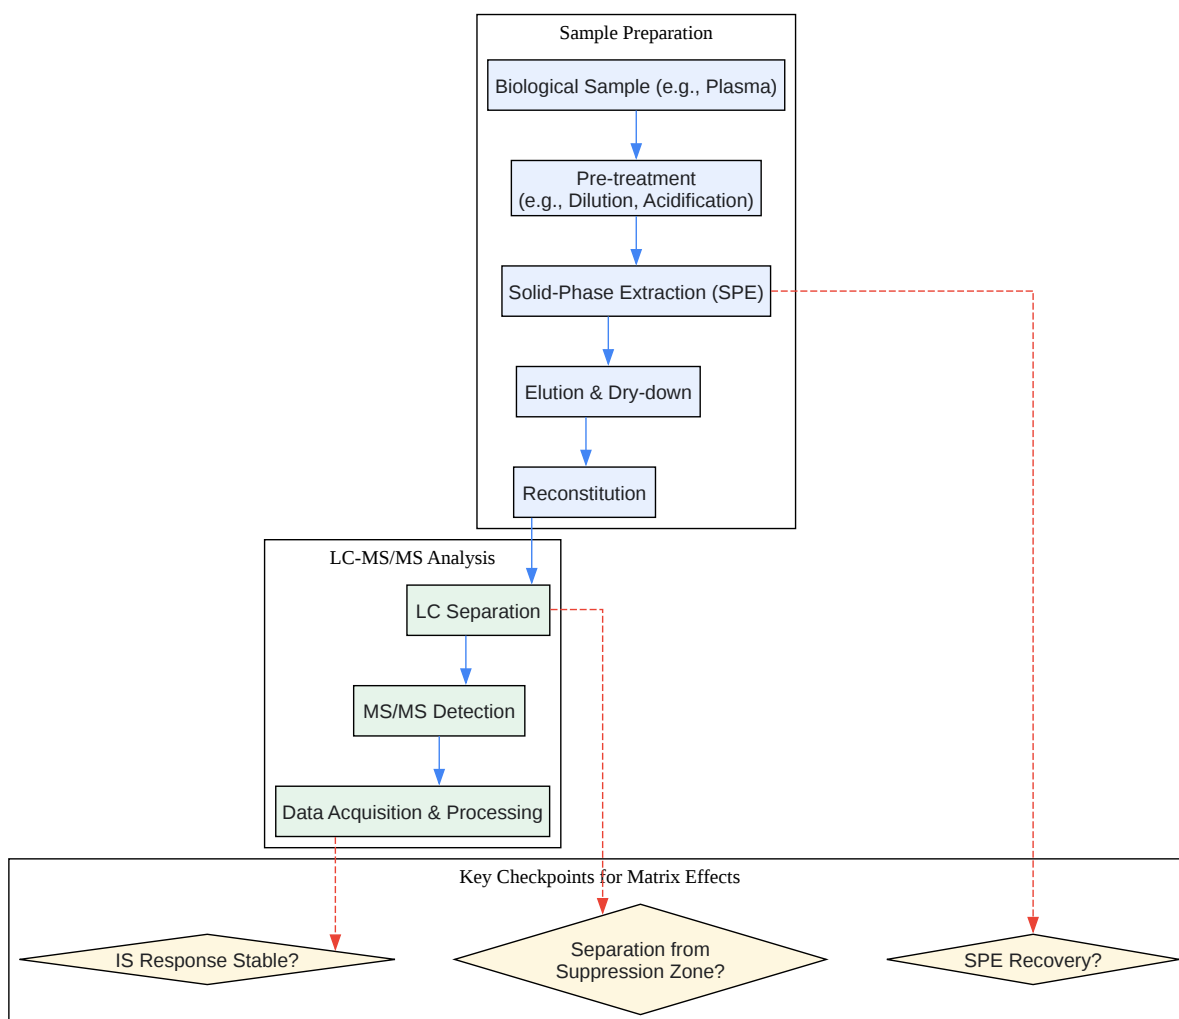 Sample Preparation
Biological Sample (e.g., Plasma)
Pre-treatment
(e.g., Dilution, Acidification)
Solid-Phase Extraction (SPE)
Elution & Dry-down
Reconstitution
LC-MS/MS Analysis
LC Separation
MS/MS Detection
Data Acquisition & Processing
Key Checkpoints for Matrix Effects
IS Response Stable?
Separation from
Suppression Zone?
SPE Recovery?